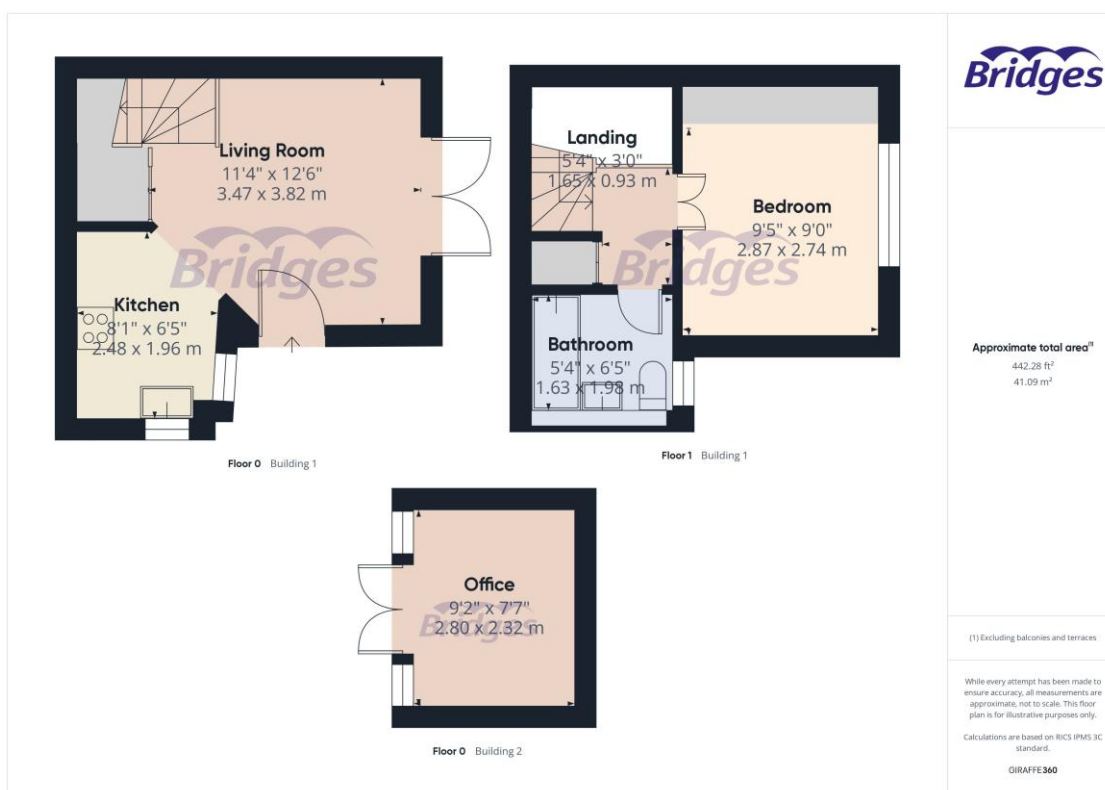 Living Room
11'4" x 12'6"
3.47 x 3.82 m
Bridges
Kitchen
8'1" x 6'5"
2.48 x 1.96 m
Floor 0 Building 1
Landing
5'4" x 3'0"
1.65 x 0.93 m
Bedroom
9'5" x 9'0"
2.87 x 2.74 m
Bridges
Bathroom
5'4" x 6'5"
1.63 x 1.98 m
Floor 1 Building 1
Office
9'2" x 7'7"
2.80 x 2.32 m
Bridges
Floor 0 Building 2
Bridges
Approximate total area(1)
442.28 ft²
41.09 m²
(1) Excluding balconies and terraces
While every attempt has been made to
ensure accuracy, all measurements are
approximate, not to scale. This floor
plan is for illustrative purposes only.
Calculations are based on RICS IPMS 3C
standard.
GIRAFFE360